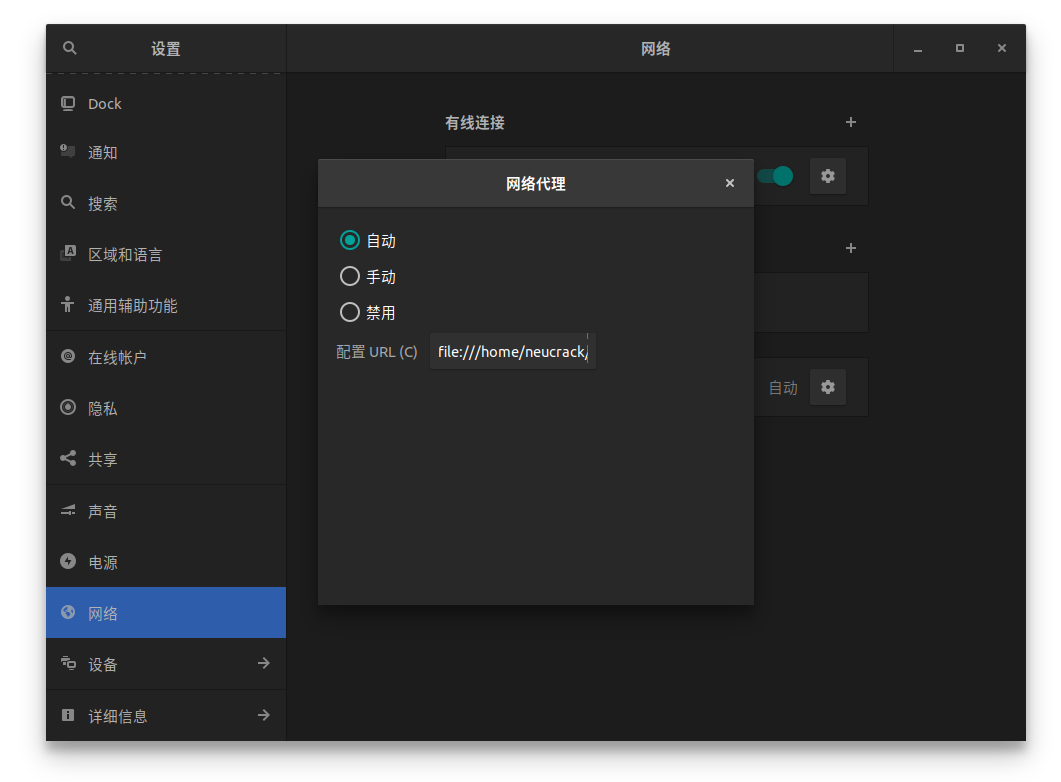 设置
网络
Dock
通知
搜索
区域和语言
通用辅助功能
在线帐户
隐私
共享
声音
电源
网络
设备
详细信息
有线连接
网络代理
自动
手动
禁用
配置 URL (C)
file:///home/neucrack/
自动